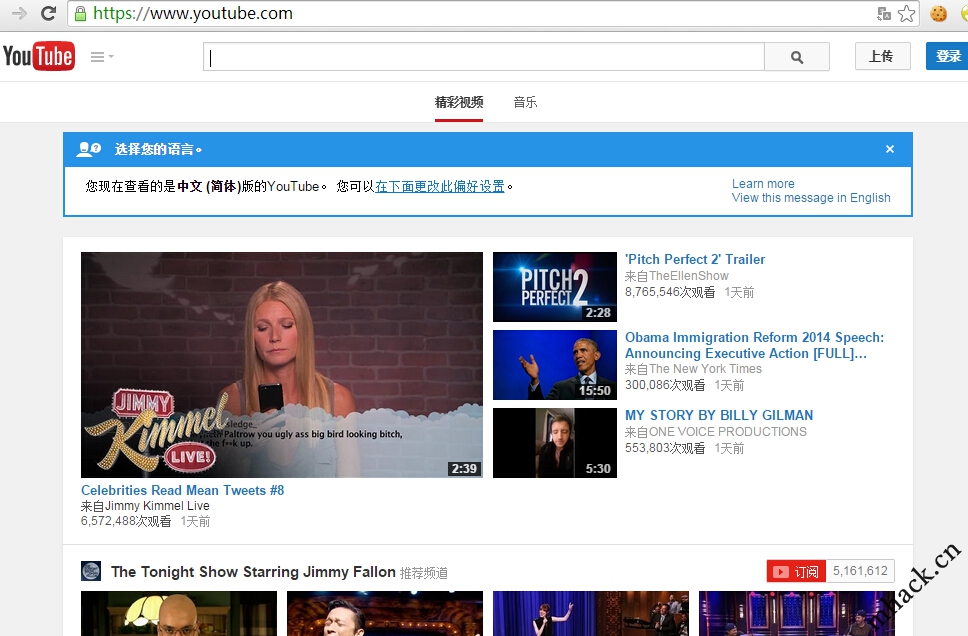 https://www.youtube.com
YouTube
上传
登录
精彩视频
音乐
选择您的语言。
您现在查看的是中文 (简体)版的YouTube。 您可以在下面更改此偏好设置。
Learn more
View this message in English
JIMMY
Kimmel
LIVE!
Paltrow you ugly ass big bird looking bitch,
the f**k up.
2:39
Celebrities Read Mean Tweets #8
来自Jimmy Kimmel Live
6,572,488次观看 1天前
PITCH
PERFECT 2
2:28
'Pitch Perfect 2' Trailer
来自TheEllenShow
8,765,546次观看 1天前
15:50
Obama Immigration Reform 2014 Speech:
Announcing Executive Action [FULL]...
来自The New York Times
300,086次观看 1天前
5:30
MY STORY BY BILLY GILMAN
来自ONE VOICE PRODUCTIONS
553,803次观看 1天前
The Tonight Show Starring Jimmy Fallon 推荐频道
订阅 5,161,612